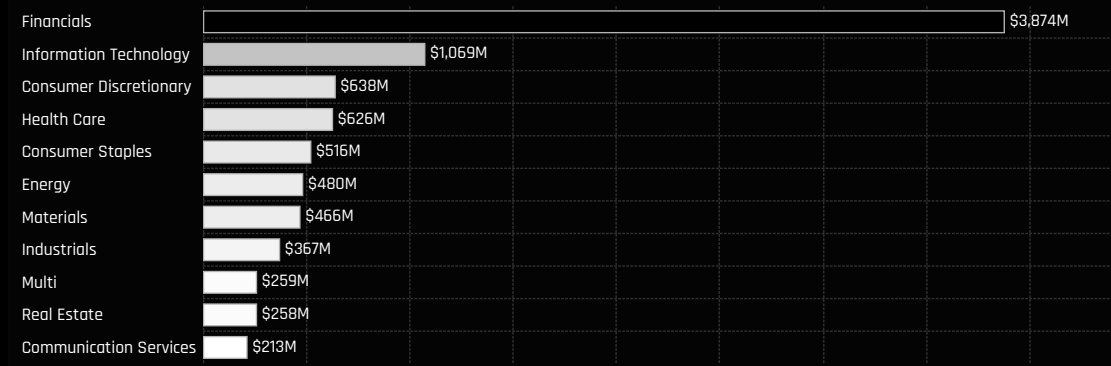 Financials $3,874M
Information Technology $1,069M
Consumer Discretionary $638M
Health Care $626M
Consumer Staples $516M
Energy $480M
Materials $466M
Industrials $367M
Multi $259M
Real Estate $258M
Communication Services $213M